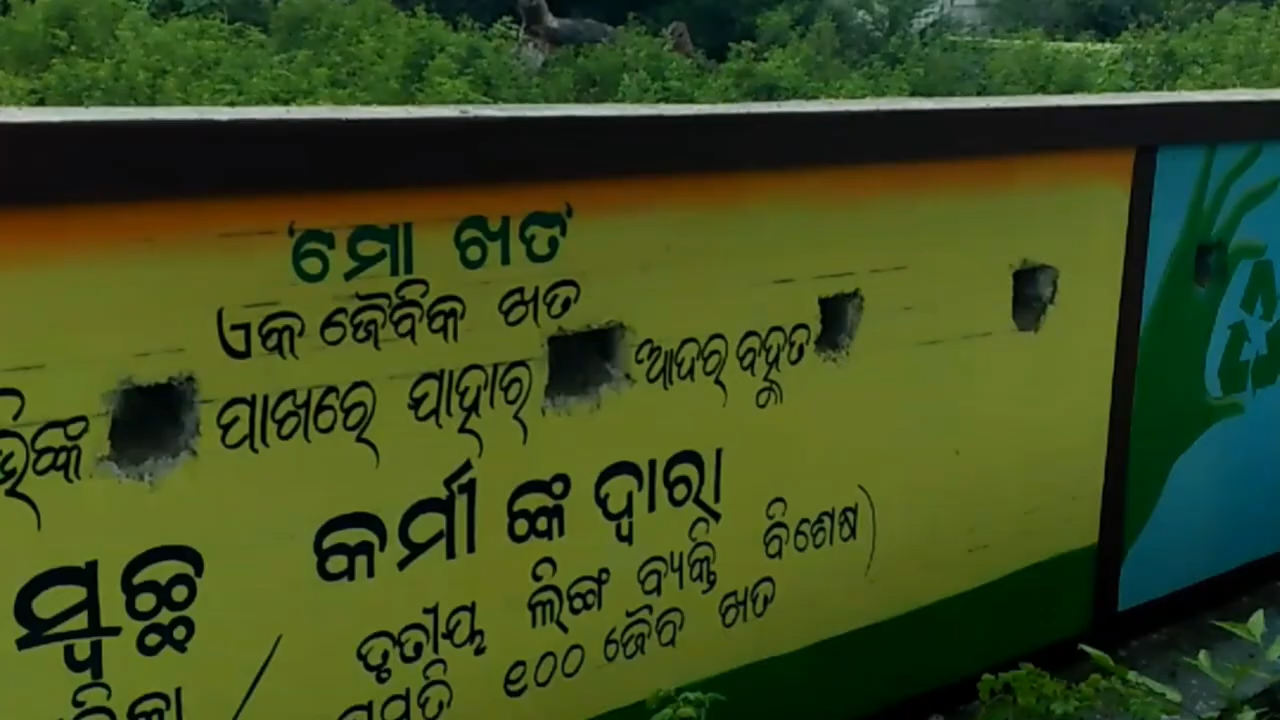 'ମୋ ଖତ'
ଏକ ଜୈବିକ ଖତ
ପାଖରେ ଯାହାର ଆଦର ବହୁତ
ସ୍ୱଚ୍ଛ କର୍ମୀ ଙ୍କ ଦ୍ୱାରା
/ ତୃତୀୟ ଲିଙ୍ଗ ବ୍ୟକ୍ତି ବିଶେଷ)
୧୦୦ ଜୈବ ଖତ